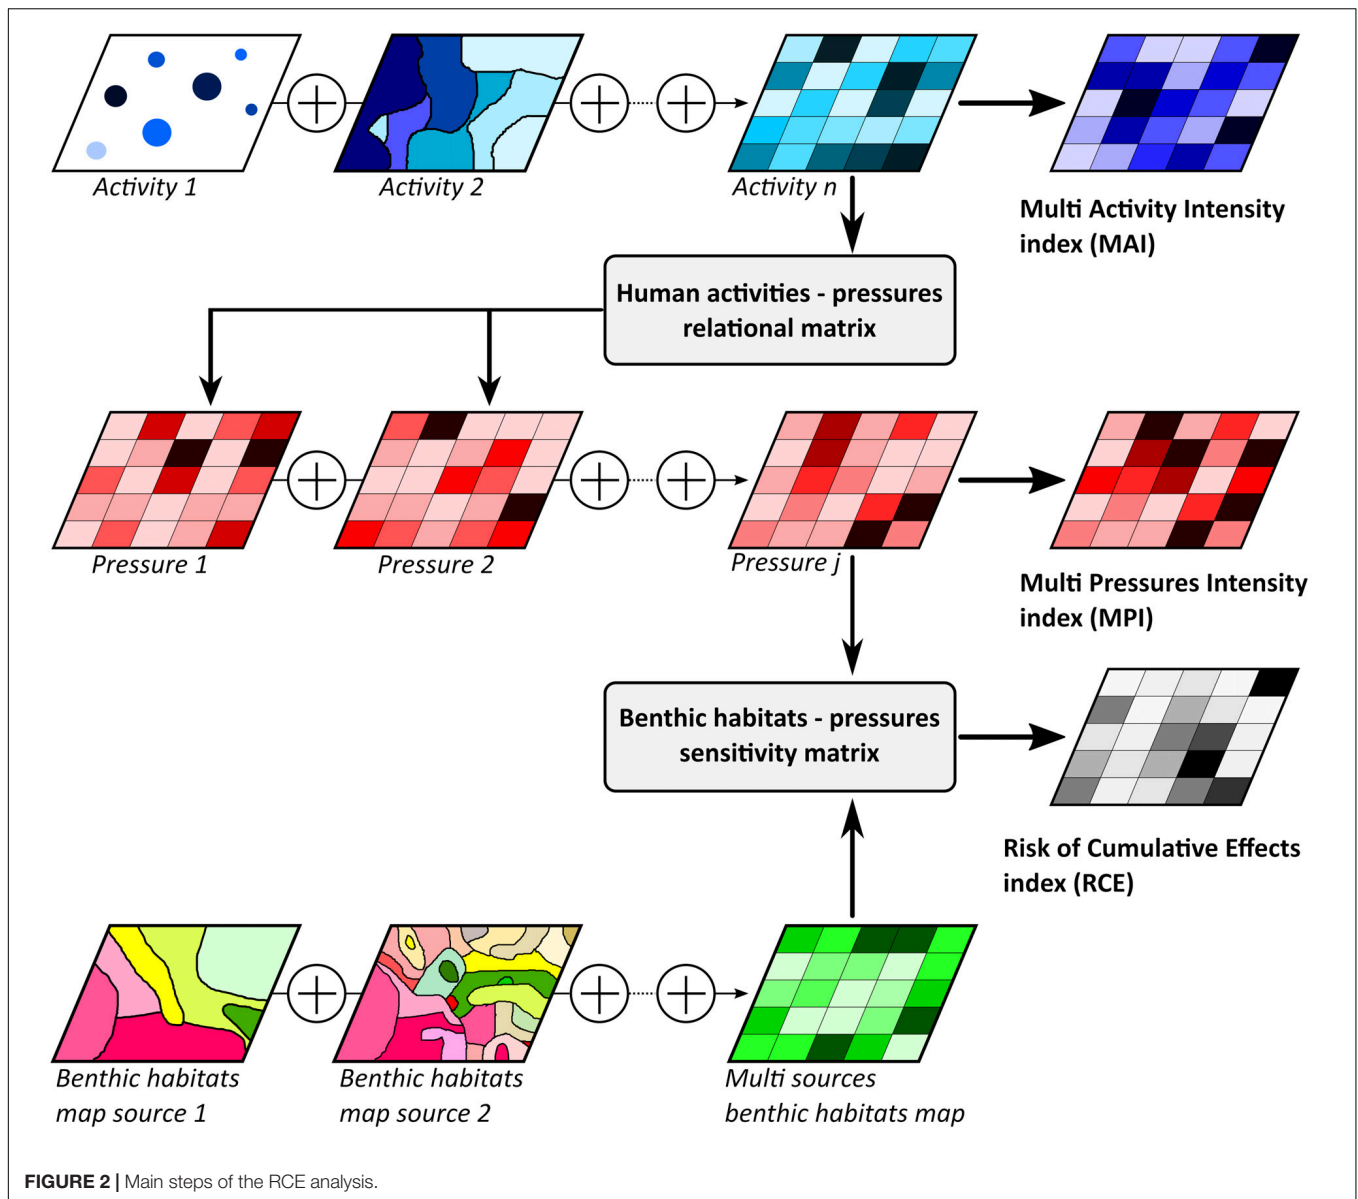 Activity 1
Activity 2
Activity n
Multi Activity Intensity
index (MAI)
Human activities - pressures
relational matrix
Pressure 1
Pressure 2
Pressure j
Multi Pressures Intensity
index (MPI)
Benthic habitats - pressures
sensitivity matrix
Risk of Cumulative Effects
index (RCE)
Benthic habitats
map source 1
Benthic habitats
map source 2
Multi sources
benthic habitats map
FIGURE 2 | Main steps of the RCE analysis.